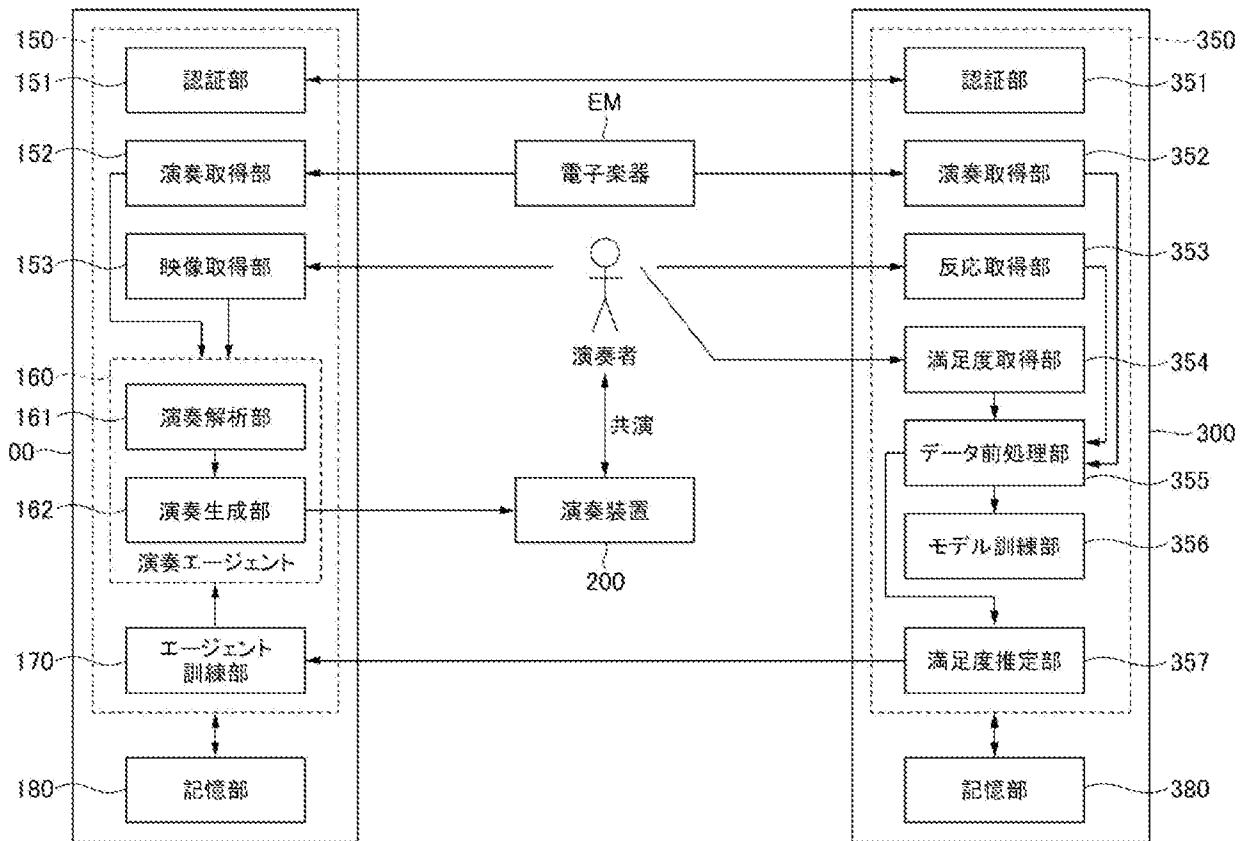 150
151
認証部
152
演奏取得部
153
映像取得部
160
161
演奏解析部
00
162
演奏生成部
演奏エージェント
170
エージェント
訓練部
180
記憶部
EM
電子楽器
演奏者
共演
演奏装置
200
350
認証部
351
演奏取得部
352
反応取得部
353
満足度取得部
354
300
データ前処理部
355
モデル訓練部
356
満足度推定部
357
記憶部
380